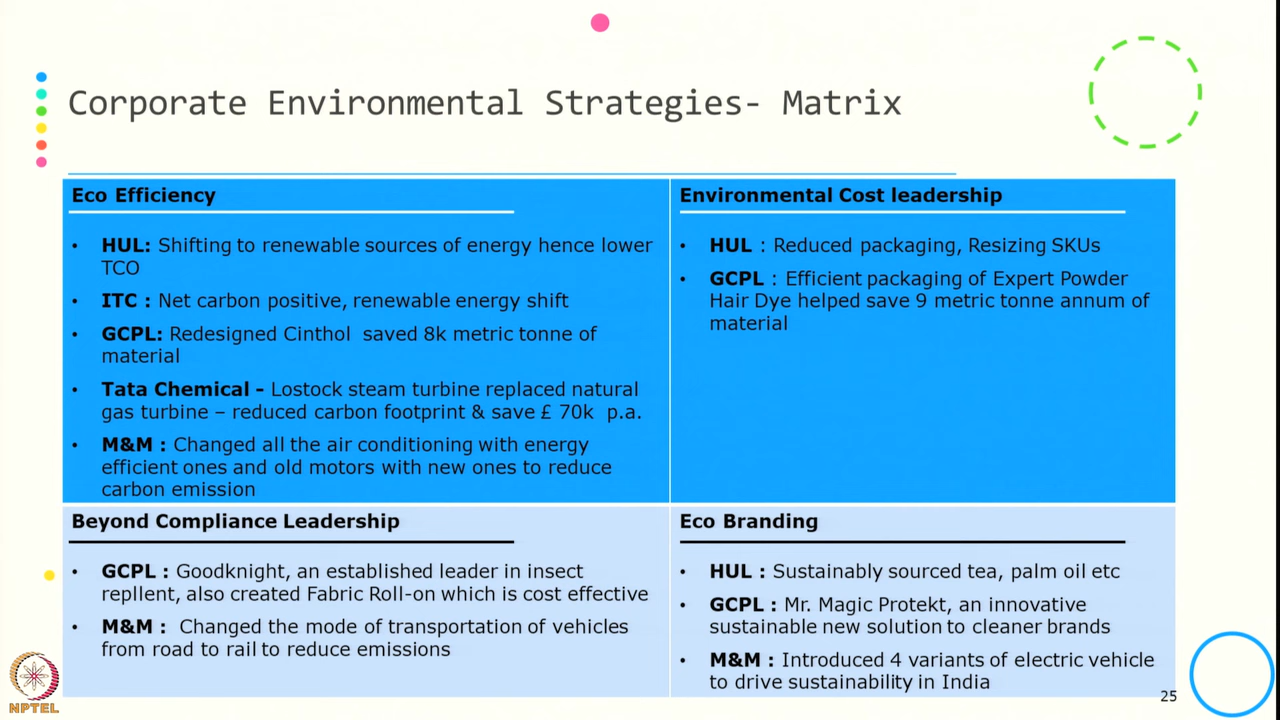 Corporate Environmental Strategies- Matrix
Eco Efficiency
• HUL: Shifting to renewable sources of energy hence lower
TCO
• ITC : Net carbon positive, renewable energy shift
• GCPL: Redesigned Cinthol saved 8k metric tonne of
material
• Tata Chemical - Lostock steam turbine replaced natural
gas turbine – reduced carbon footprint & save £ 70k p.a.
• M&M : Changed all the air conditioning with energy
efficient ones and old motors with new ones to reduce
carbon emission
Environmental Cost leadership
• HUL : Reduced packaging, Resizing SKUs
• GCPL : Efficient packaging of Expert Powder
Hair Dye helped save 9 metric tonne annum of
material
Beyond Compliance Leadership
• GCPL : Goodknight, an established leader in insect
repllent, also created Fabric Roll-on which is cost effective
• M&M : Changed the mode of transportation of vehicles
from road to rail to reduce emissions
Eco Branding
• HUL : Sustainably sourced tea, palm oil etc
• GCPL : Mr. Magic Protekt, an innovative
sustainable new solution to cleaner brands
• M&M : Introduced 4 variants of electric vehicle
to drive sustainability in India
25
NPTEL